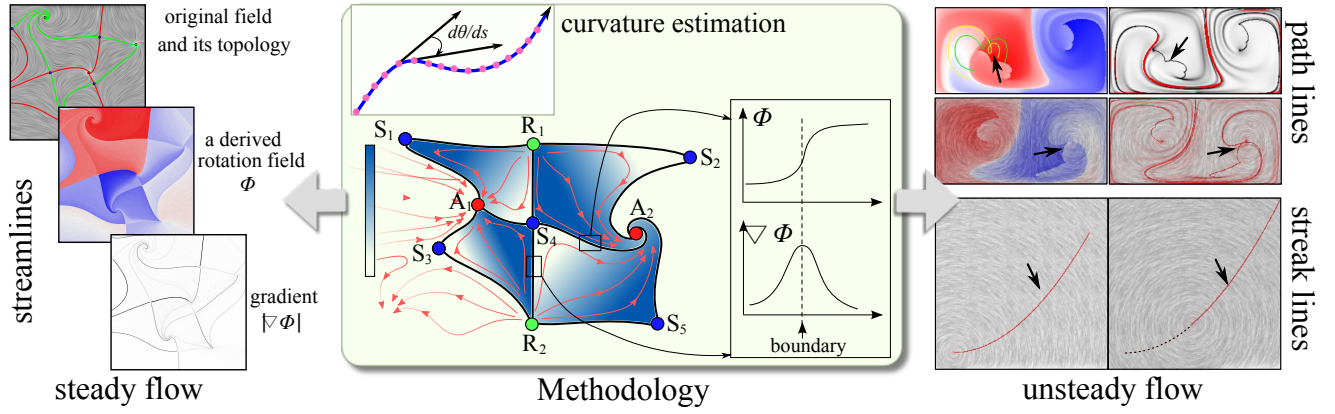 original field
and its topology
a derived
rotation field
Φ
gradient
|▽Φ|
streamlines
steady flow
dθ/ds
curvature estimation
S1
R1
S2
A1
A2
S4
S3
R2
S5
Φ
▽ Φ
boundary
Methodology
path lines
streak lines
unsteady flow